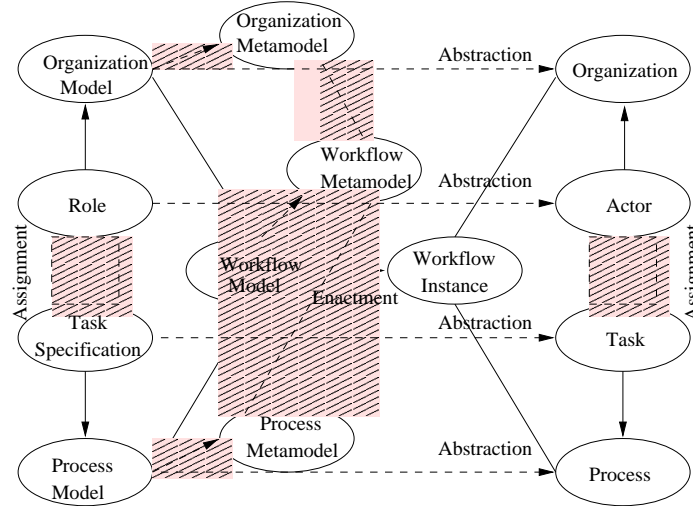 Organization
Metamodel
Organization
Model
Abstraction
Organization
Workflow
Metamodel
Abstraction
Role
Actor
Assignment
Workflow
Model
Enactment
Workflow
Instance
Assignment
Task
Specification
Abstraction
Task
Process
Metamodel
Abstraction
Process
Model
Process